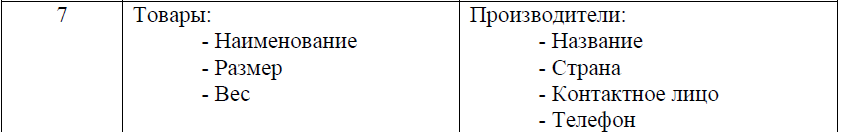 7
Товары:
- Наименование
- Размер
- Вес
Производители:
- Название
- Страна
- Контактное лицо
- Телефон